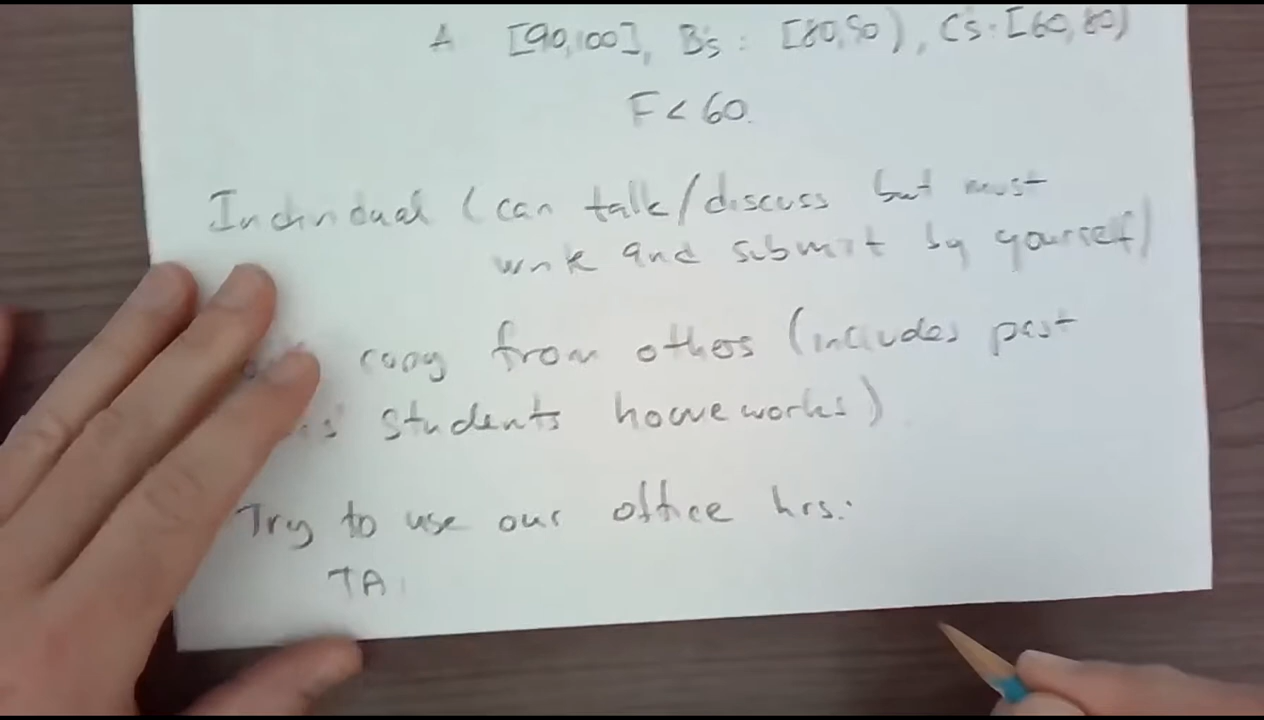 A [90,100], B's : [80,90), C's : [60,80)
F < 60.
Individual (can talk/discuss but must
work and submit by yourself)
copy from others (includes past
students homeworks)
Try to use our office hrs.:
TA: